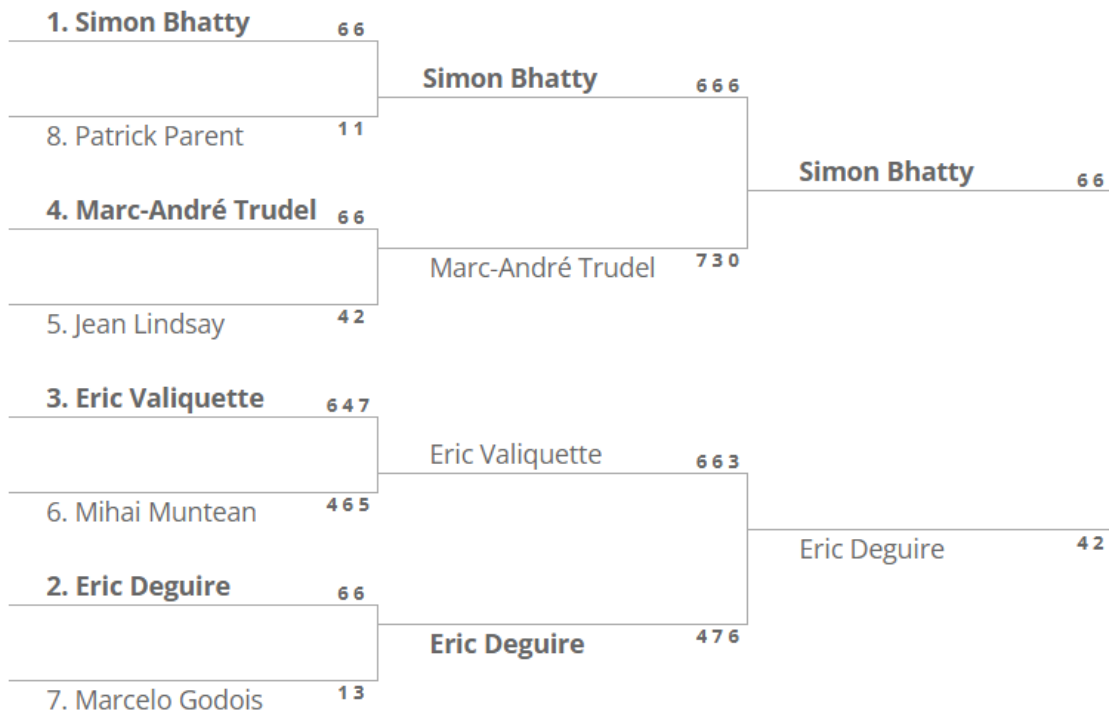 1. Simon Bhatty 6 6
8. Patrick Parent 1 1
4. Marc-André Trudel 6 6
5. Jean Lindsay 4 2
3. Eric Valiquette 6 4 7
6. Mihai Muntean 4 6 5
2. Eric Deguire 6 6
7. Marcelo Godois 1 3
Simon Bhatty 6 6 6
Marc-André Trudel 7 3 0
Eric Valiquette 6 6 3
Eric Deguire 4 7 6
Simon Bhatty 6 6
Eric Deguire 4 2